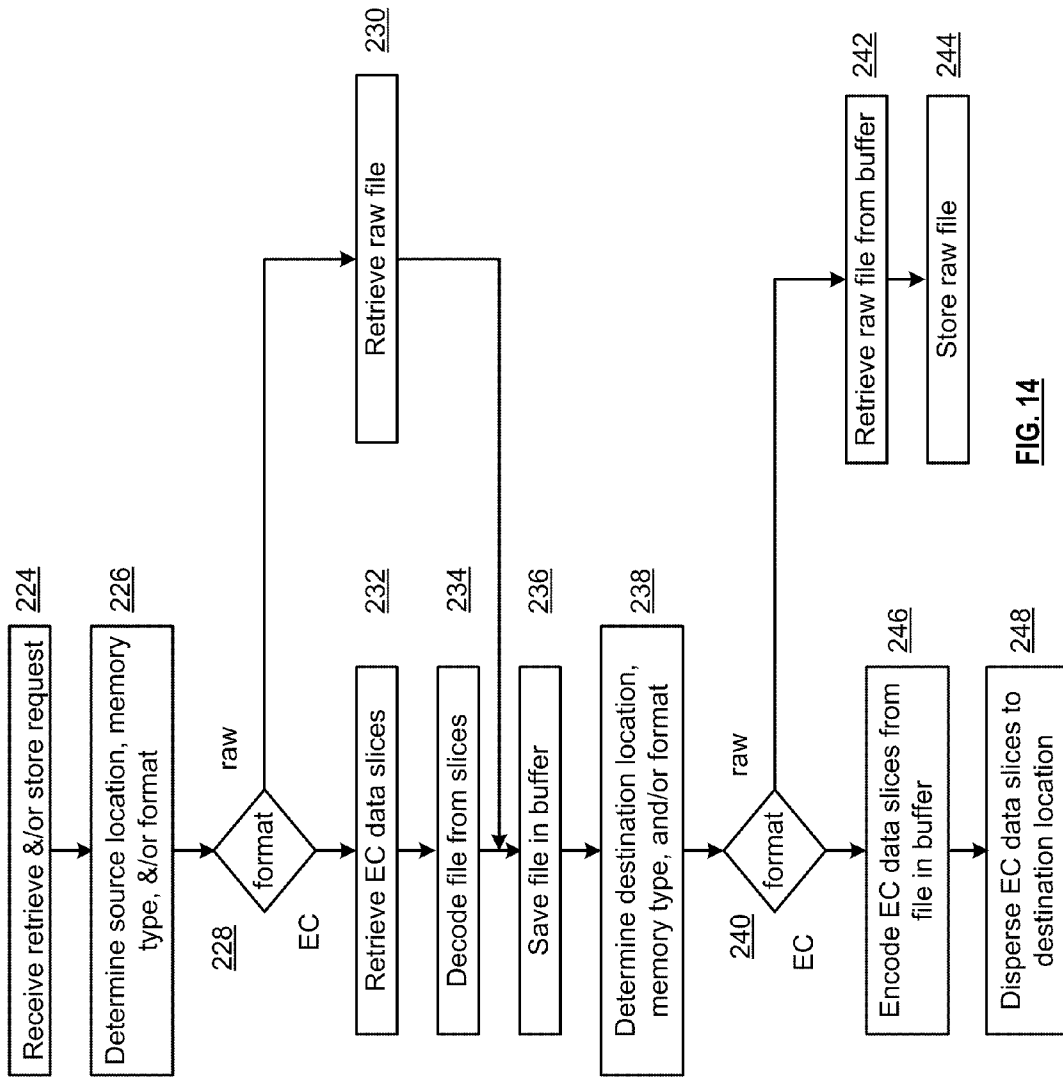 Receive retrieve &/or store request
224
Determine source location, memory
type, &/or format
226
format
228
raw
EC
Retrieve raw file
230
Retrieve EC data slices
232
Decode file from slices
234
Save file in buffer
236
Determine destination location,
memory type, and/or format
238
format
240
raw
EC
Retrieve raw file from buffer
242
Store raw file
244
Encode EC data slices from
file in buffer
246
Disperse EC data slices to
destination location
248
FIG. 14